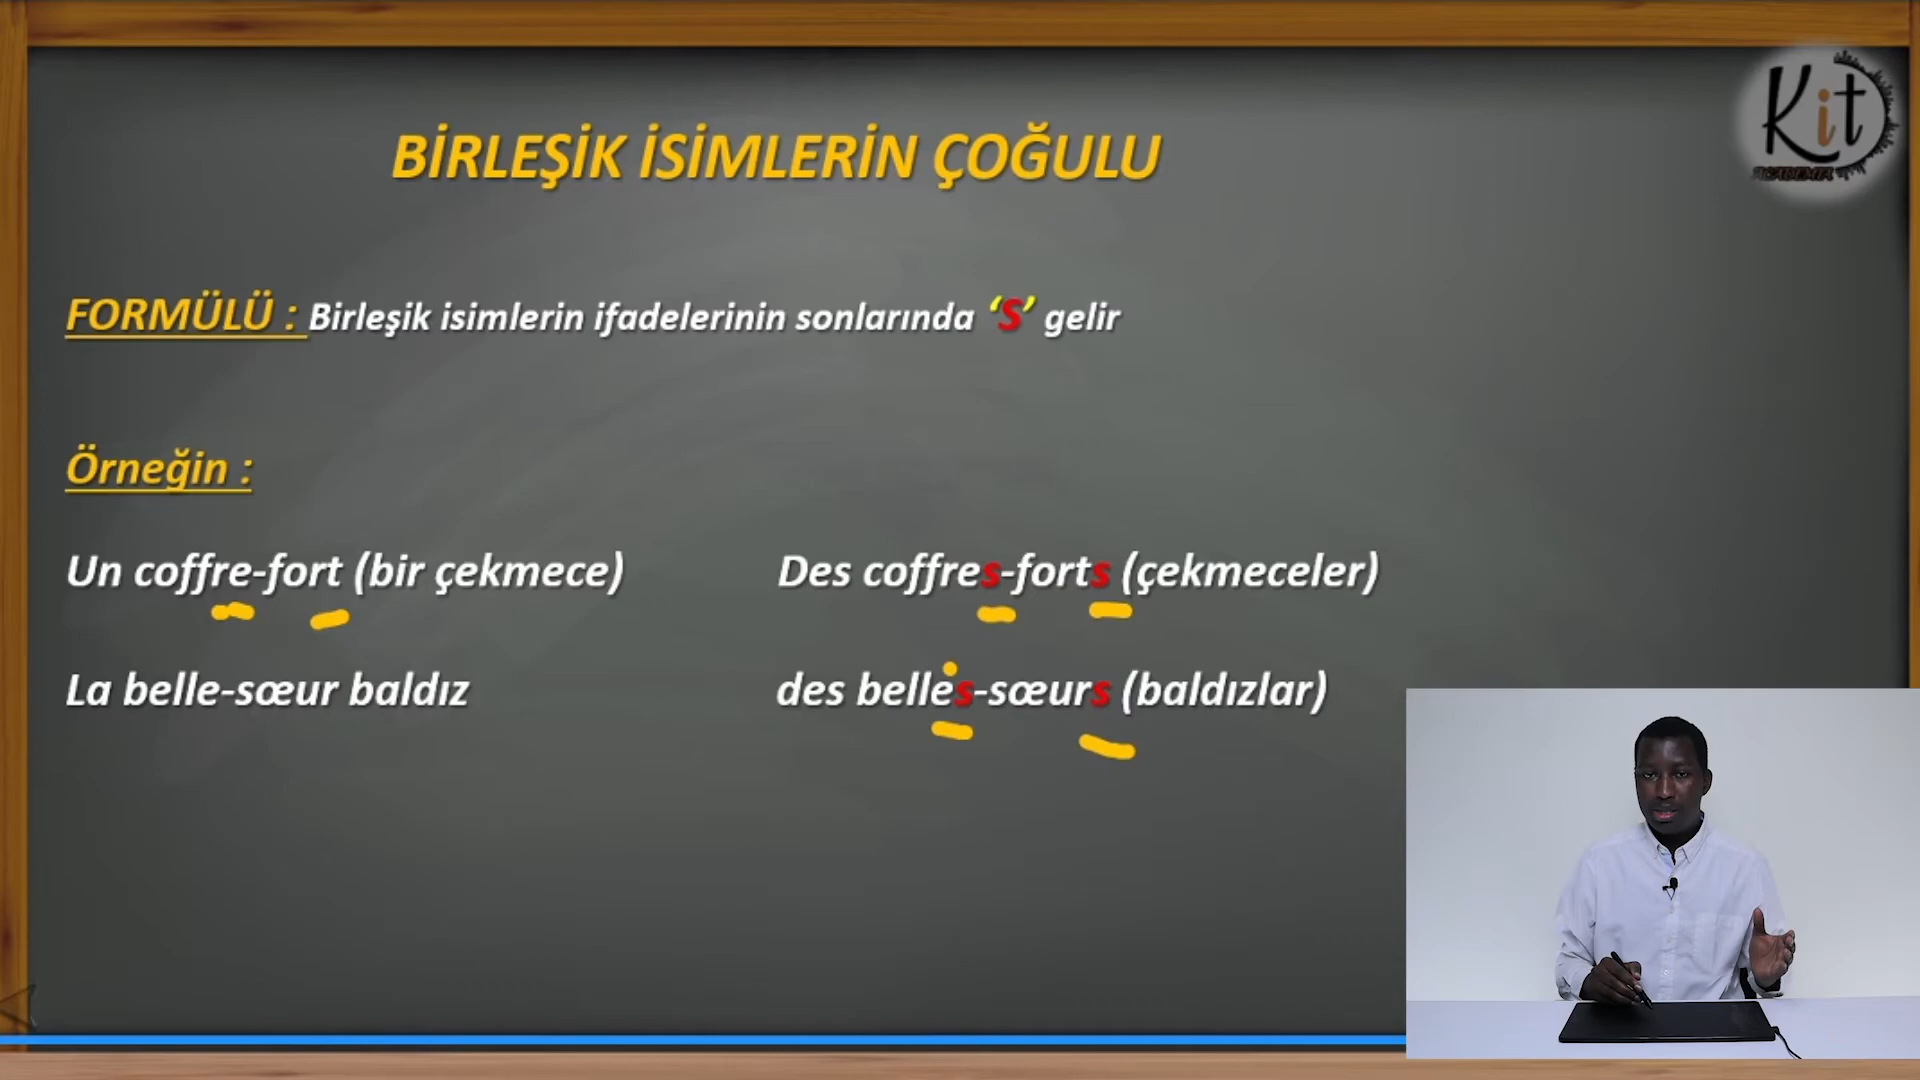 Kit
ACADEMIA
BİRLEŞİK İSİMLERİN ÇOĞULU
FORMÜLÜ : Birleşik isimlerin ifadelerinin sonlarında ‘S’ gelir
Örneğin :
Un coffre-fort (bir çekmece) Des coffres-forts (çekmeceler)
La belle-sœur baldız des belles-sœurs (baldızlar)